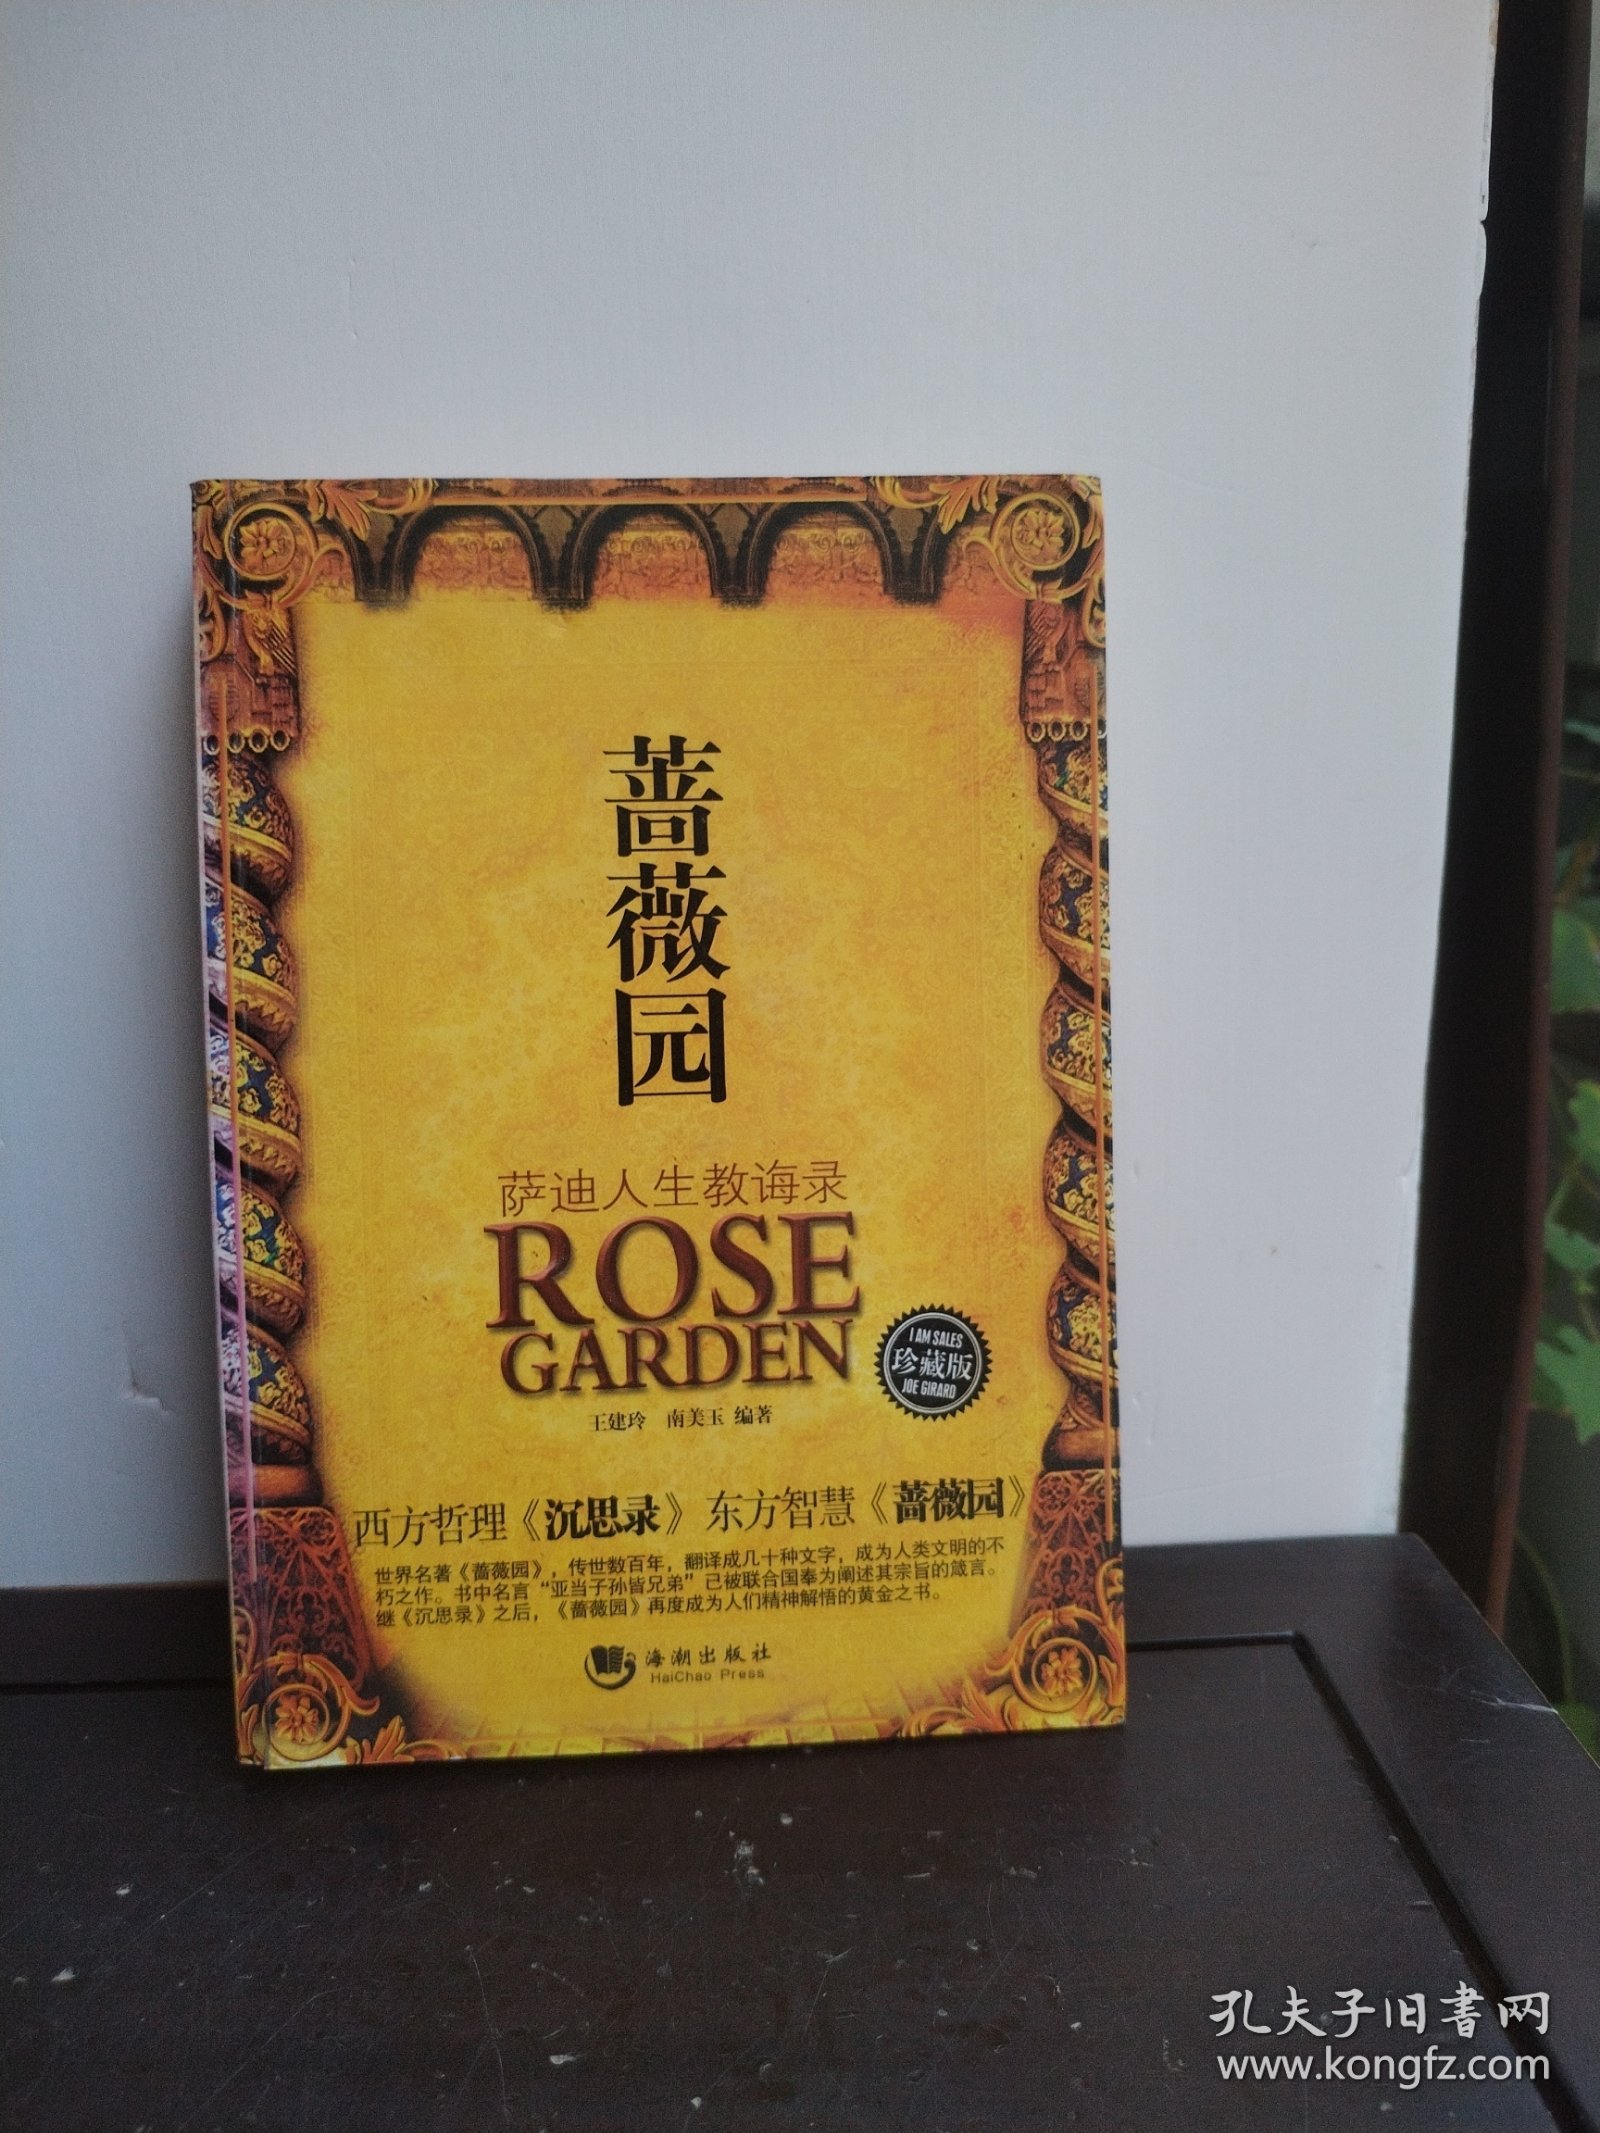 蔷薇园
萨迪人生教诲录
ROSE
GARDEN
I AM SALES
珍藏版
JOE GIRARD
王建玲 南美玉 编著
西方哲理《沉思录》 东方智慧《蔷薇园》
世界名著《蔷薇园》，传世数百年，翻译成几十种文字，成为人类文明的不
朽之作。书中名言“亚当子孙皆兄弟”已被联合国奉为阐述其宗旨的箴言。
继《沉思录》之后，《蔷薇园》再度成为人们精神解悟的黄金之书。
海潮出版社
HaiChao Press
孔夫子旧书网
www.kongfz.com